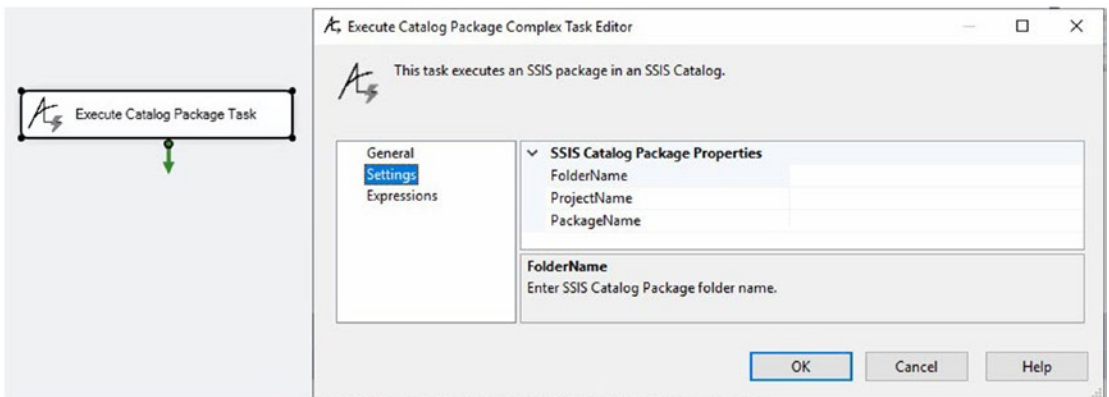 Execute Catalog Package Complex Task Editor
This task executes an SSIS package in an SSIS Catalog.
Execute Catalog Package Task
General
Settings
Expressions
SSIS Catalog Package Properties
FolderName
ProjectName
PackageName
FolderName
Enter SSIS Catalog Package folder name.
OK
Cancel
Help